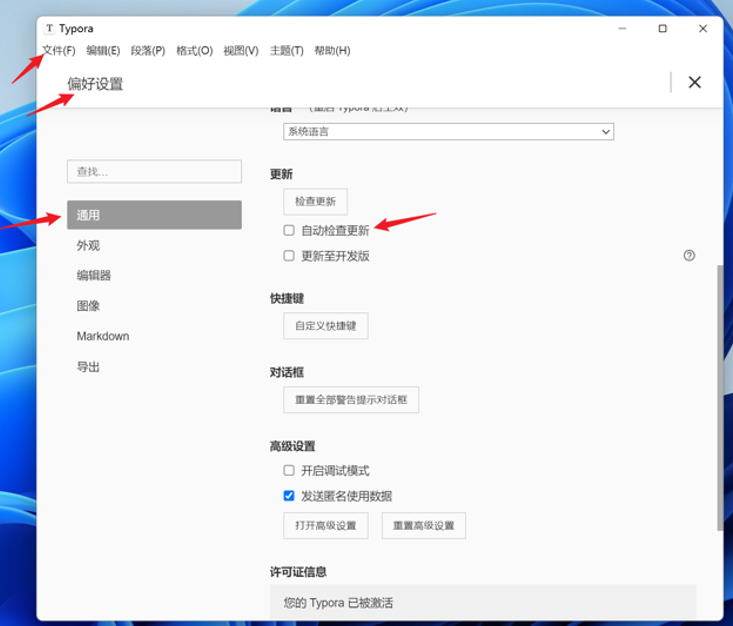 Typora
文件(F) 编辑(E) 段落(P) 格式(O) 视图(V) 主题(T) 帮助(H)
偏好设置
语言 (重启 Typora 后生效)
系统语言
查找...
更新
检查更新
通用
自动检查更新
外观
更新至开发版
编辑器
快捷键
图像
自定义快捷键
Markdown
导出
对话框
重置全部警告提示对话框
高级设置
开启调试模式
发送匿名使用数据
打开高级设置 重置高级设置
许可证信息
您的 Typora 已被激活